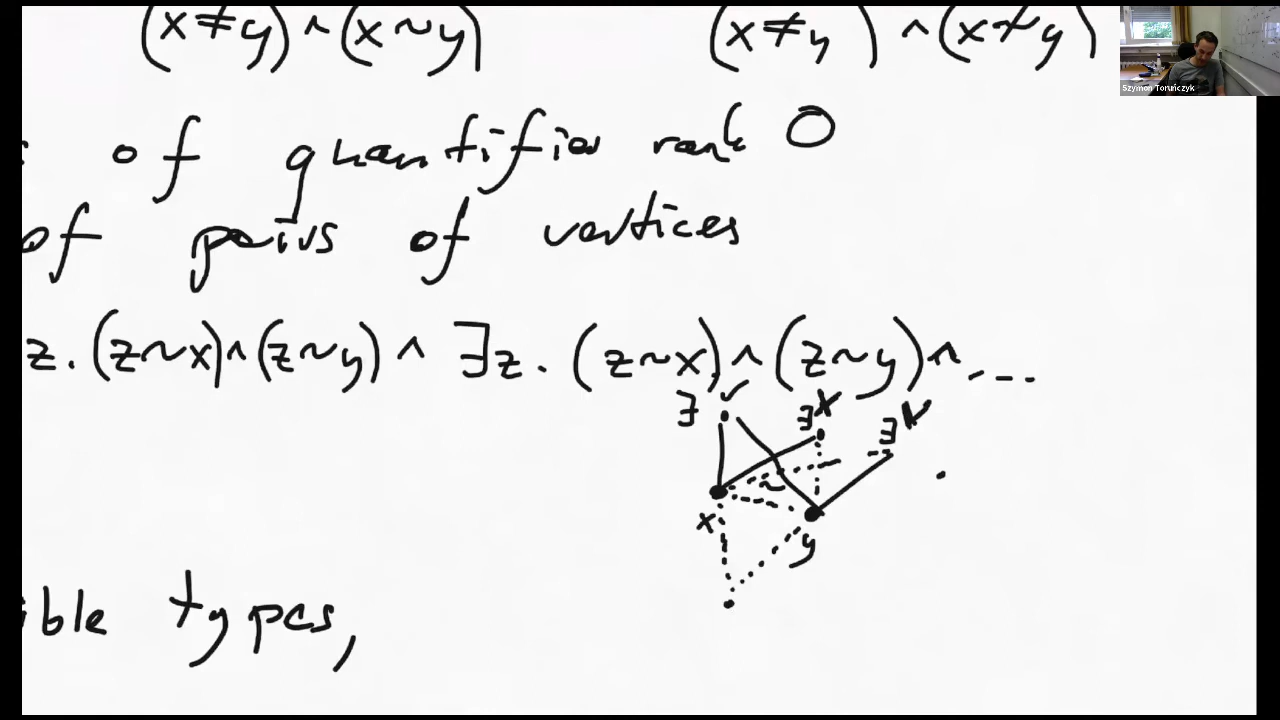 (x≠y)∧(x~y) (x≠y)∧(x≁y)
Szymon Toruńczyk
of quantifier rank 0
of pairs of vertices
z. (z~x)∧(z~y) ∧ ∃z. (z~x)∧(z~y)∧...
∃ ✓ ∃ ∃
x y
ible types,